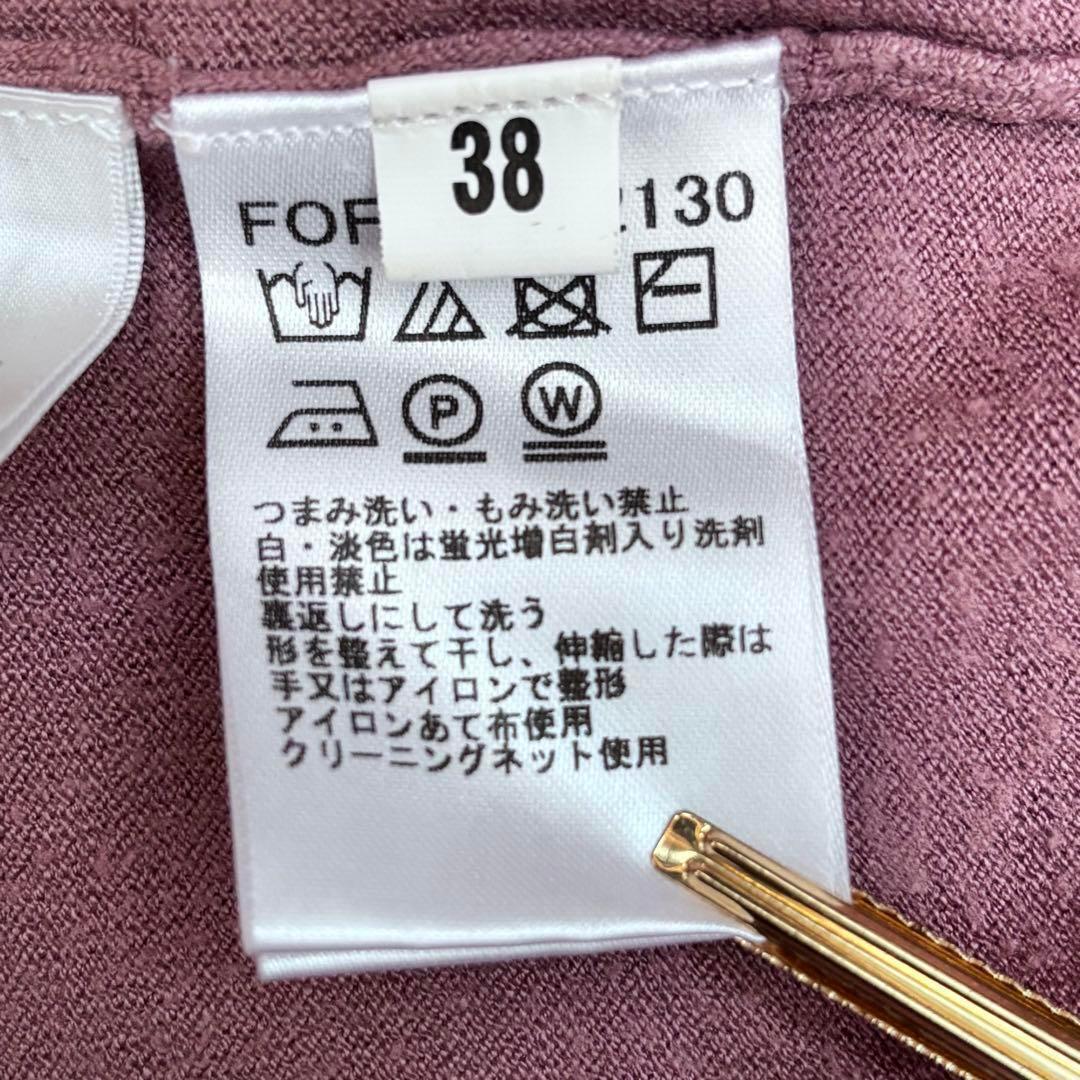 38
FOF 2130
P W
つまみ洗い・もみ洗い禁止
白・淡色は蛍光増白剤入り洗剤
使用禁止
裏返しにして洗う
形を整えて干し、伸縮した際は
手又はアイロンで整形
アイロンあて布使用
クリーニングネット使用